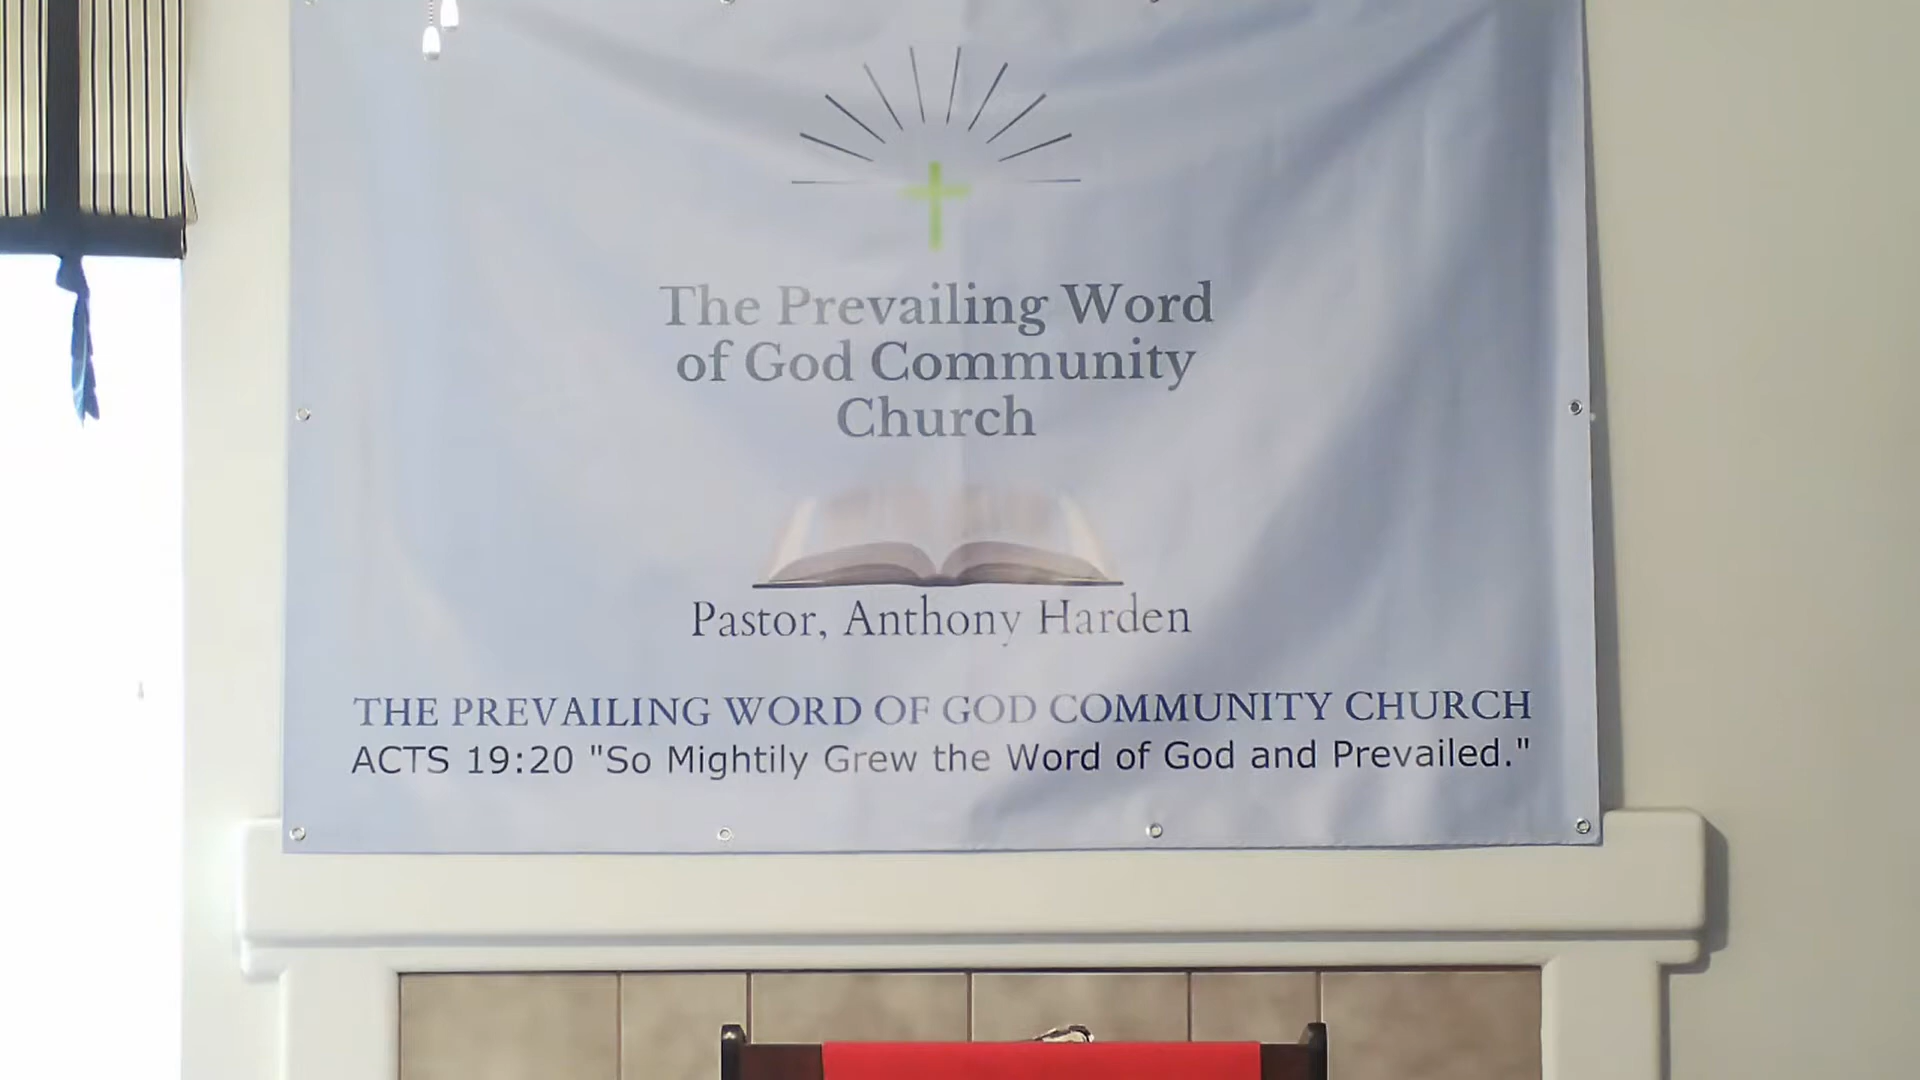 The Prevailing Word
of God Community
Church
Pastor, Anthony Harden
THE PREVAILING WORD OF GOD COMMUNITY CHURCH
ACTS 19:20 "So Mightily Grew the Word of God and Prevailed."